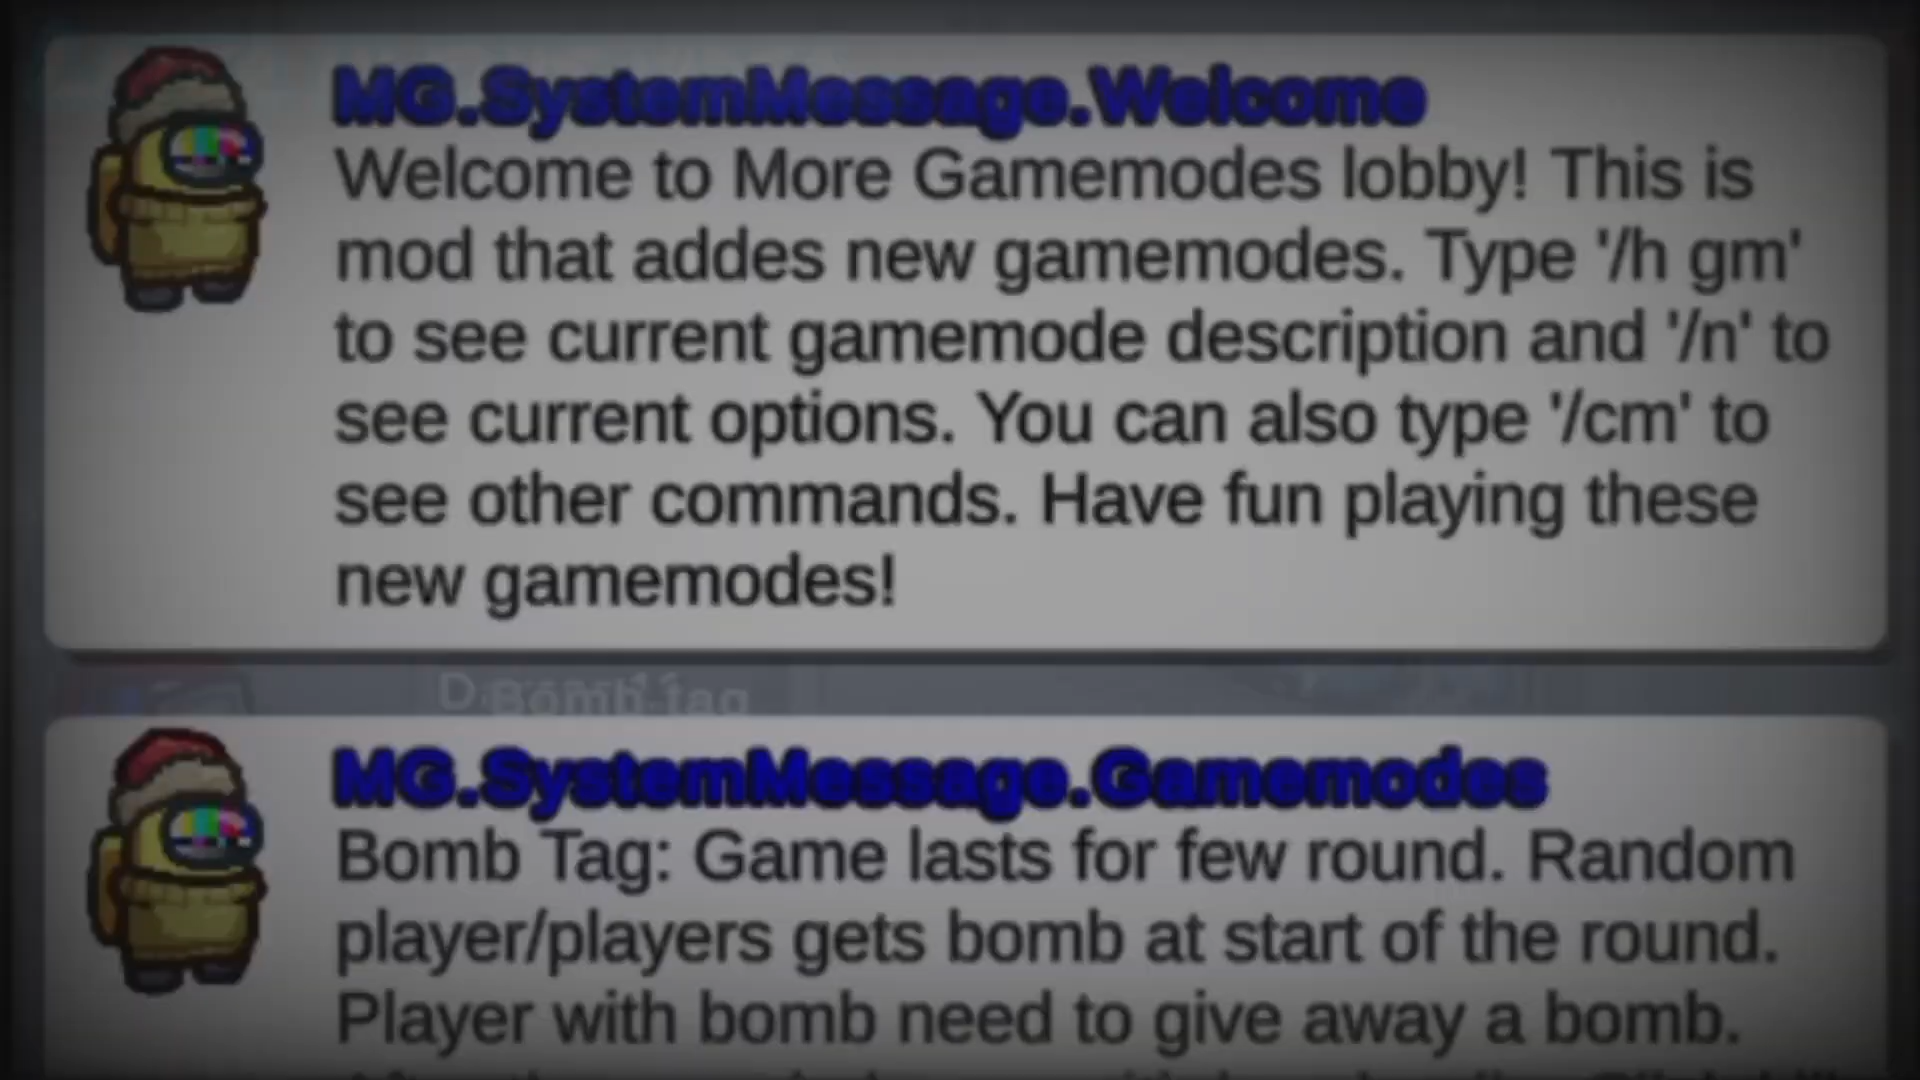 MG.SystemMessage.Welcome
Welcome to More Gamemodes lobby! This is
mod that addes new gamemodes. Type '/h gm'
to see current gamemode description and '/n' to
see current options. You can also type '/cm' to
see other commands. Have fun playing these
new gamemodes!
Bomb tag
MG.SystemMessage.Gamemodes
Bomb Tag: Game lasts for few round. Random
player/players gets bomb at start of the round.
Player with bomb need to give away a bomb.